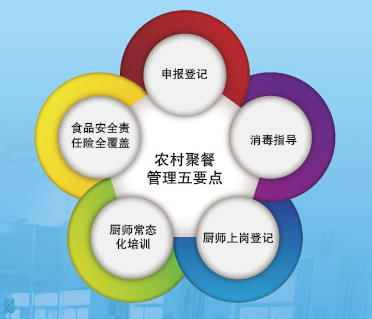 申报登记
食品安全责
任险全覆盖
消毒指导
农村聚餐
管理五要点
厨师常态
化培训
厨师上岗登记